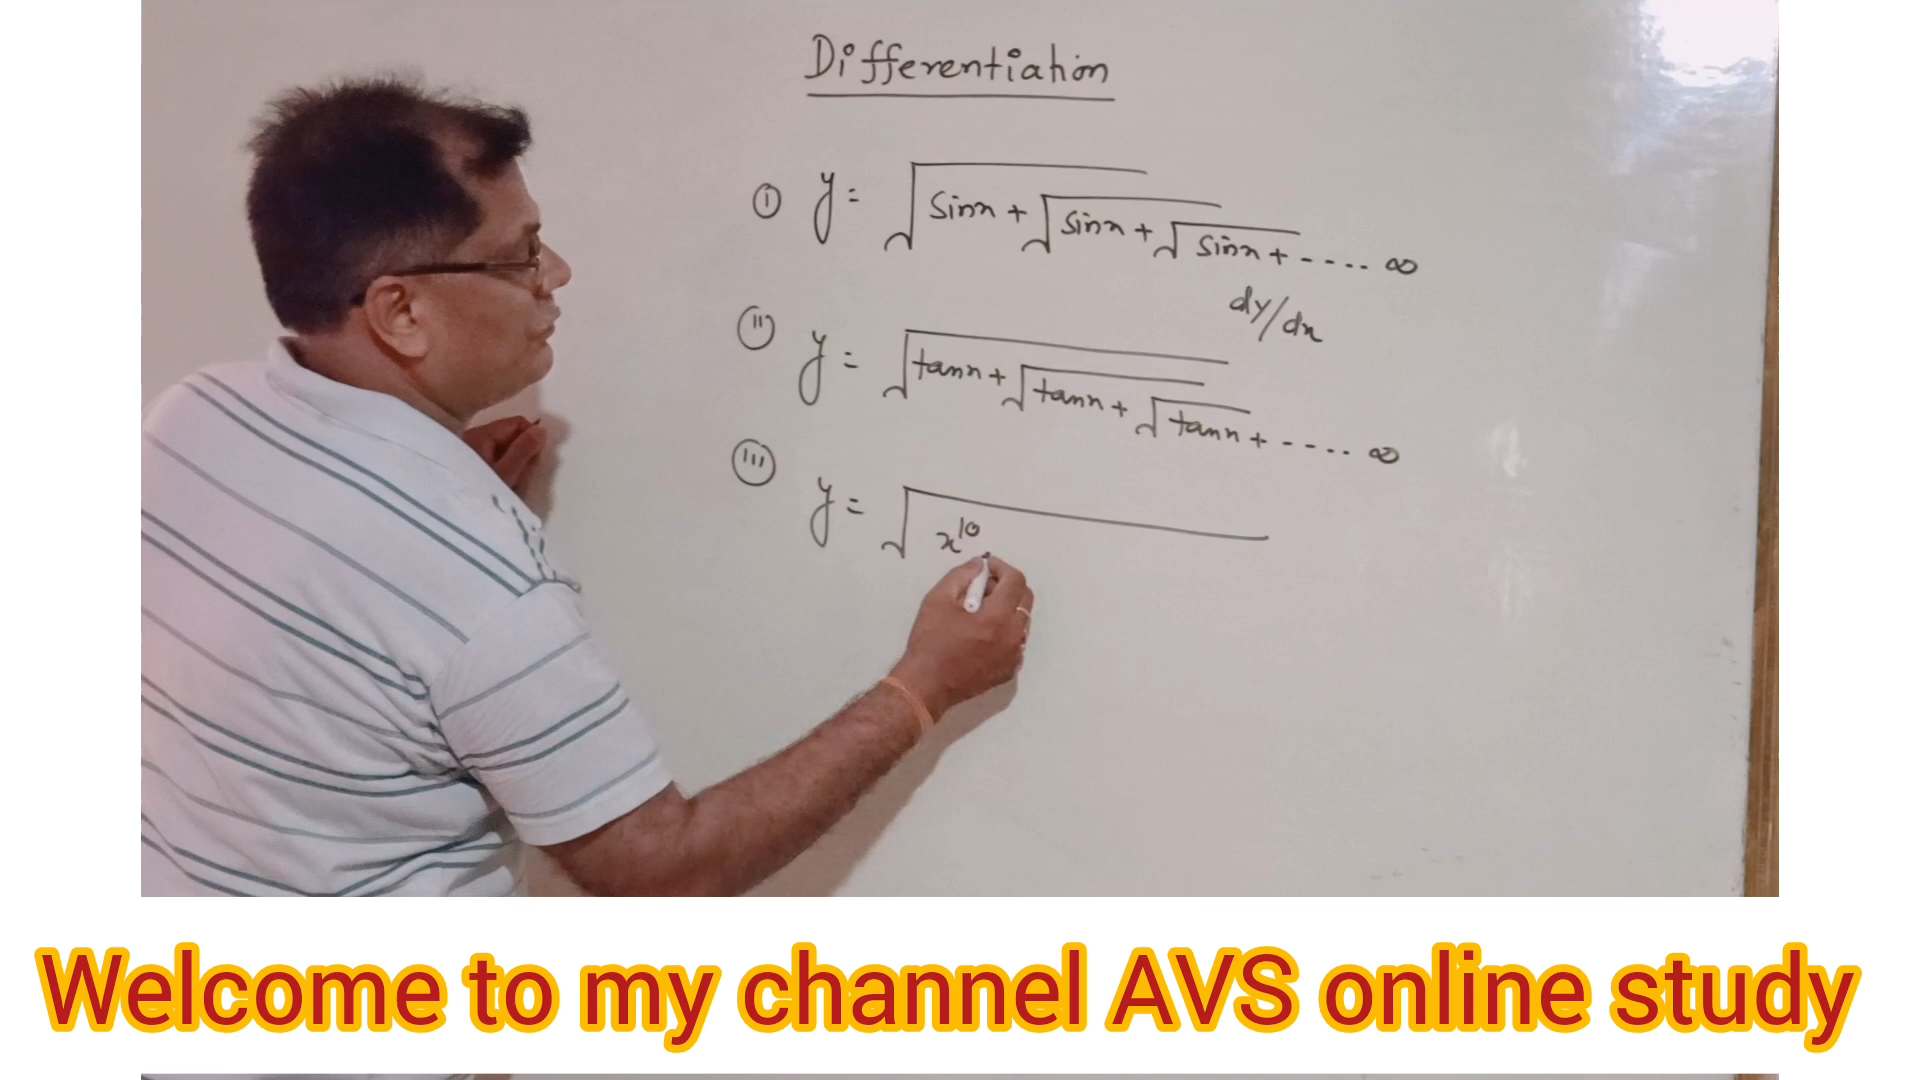 Differentiation
(i) y = √sinx + √sinx + √sinx + - - ... ∞
dy/dx
(ii) y = √tanx + √tanx + √tanx + - - - .. ∞
(iii) y = √x¹⁰
Welcome to my channel AVS online study